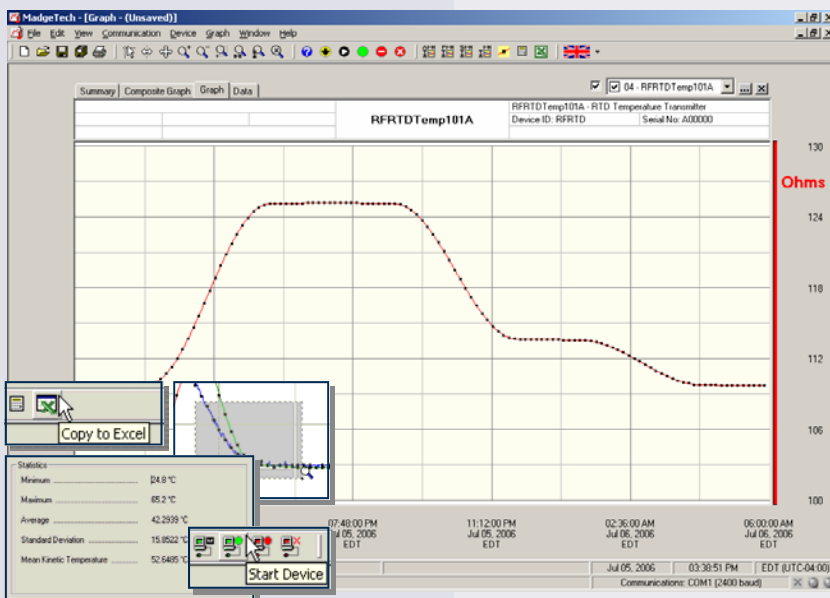 MadgeTech - [Graph - (Unsaved)]
File Edit View Communication Device Graph Window Help
Summary Composite Graph Graph Data
04 - RFRTDTemp101A
RFRTDTemp101A
RFRTDTemp101A - RTD Temperature Transmitter
Device ID: RFRTD Serial No: A00000
130
Ohms
124
118
112
106
100
Copy to Excel
Statistics
Minimum 24.8 °C
Maximum 65.2 °C
Average 42.2939 °C
Standard Deviation 15.8522 °C
Mean Kinetic Temperature 52.6485 °C
Start Device
07:48:00 PM 11:12:00 PM 02:36:00 AM 06:00:00 AM
Jul 05, 2006 Jul 05, 2006 Jul 06, 2006 Jul 06, 2006
EDT EDT EDT EDT
Jul 05, 2006 03:38:51 PM EDT (UTC-04:00)
Communications: COM1 (2400 baud)